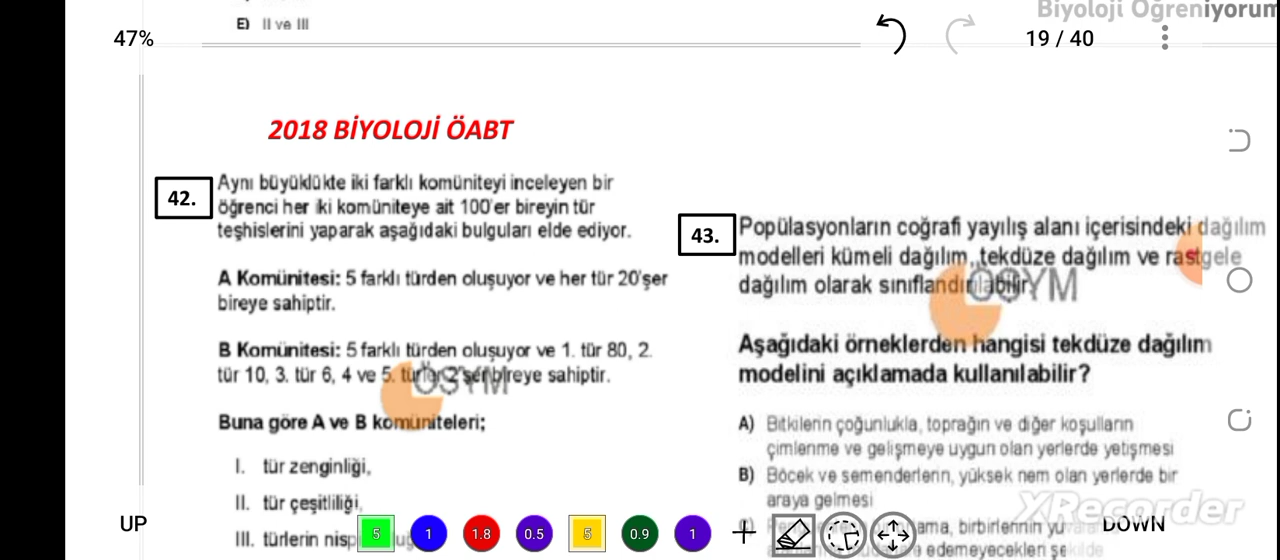 Biyoloji Öğreniyorum
E) II ve III
47%
19 / 40
2018 BİYOLOJİ ÖABT
42.
Aynı büyüklükte iki farklı komüniteyi inceleyen bir
öğrenci her iki komüniteye ait 100'er bireyin tür
teşhislerini yaparak aşağıdaki bulguları elde ediyor.
A Komünitesi: 5 farklı türden oluşuyor ve her tür 20'şer
bireye sahiptir.
B Komünitesi: 5 farklı türden oluşuyor ve 1. tür 80, 2.
tür 10, 3. tür 6, 4 ve 5. türler 2'şer bireye sahiptir.
ÖSYM
Buna göre A ve B komüniteleri;
I. tür zenginliği,
II. tür çeşitliliği,
III. türlerin nisp
43.
Popülasyonların coğrafi yayılış alanı içerisindeki dağılım
modelleri kümeli dağılım, tekdüze dağılım ve rastgele
dağılım olarak sınıflandırılabilir.
ÖSYM
Aşağıdaki örneklerden hangisi tekdüze dağılım
modelini açıklamada kullanılabilir?
A) Bitkilerin çoğunlukla, toprağın ve diğer koşulların
çimlenme ve gelişmeye uygun olan yerlerde yetişmesi
B) Böcek ve semenderlerin, yüksek nem olan yerlerde bir
araya gelmesi
birbirlerinin
edemeyecekleri şekilde
XRecorder
UP
5 1 1.8 0.5 5 0.9 1 +
DOWN